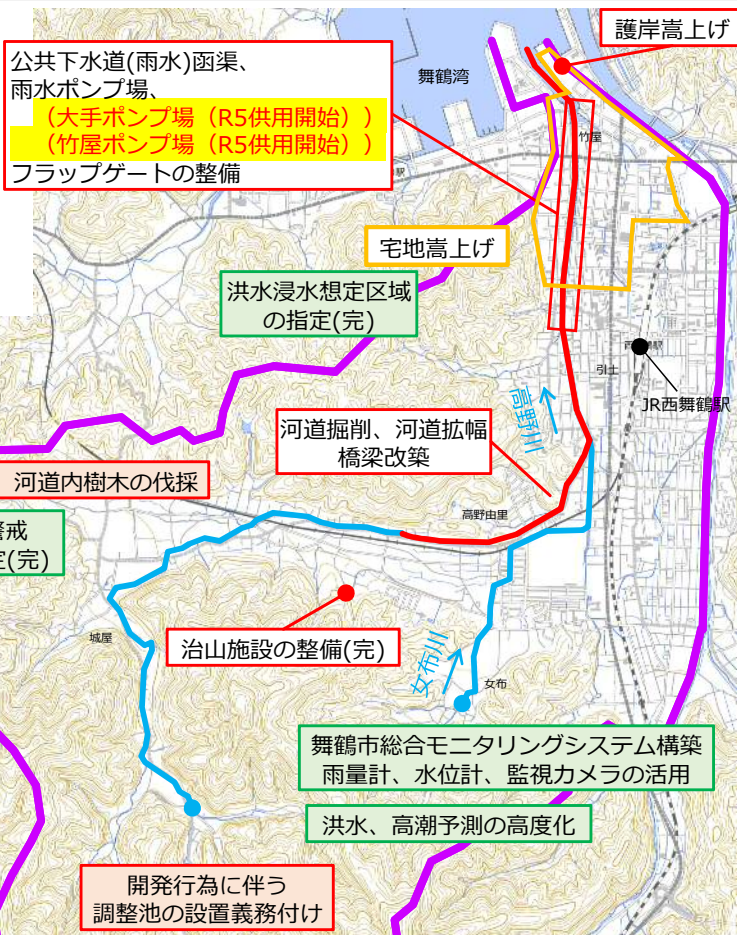 護岸嵩上げ
公共下水道(雨水)函渠、
雨水ポンプ場、
（大手ポンプ場（R5供用開始））
（竹屋ポンプ場（R5供用開始））
フラップゲートの整備
舞鶴湾
竹屋
駅
宅地嵩上げ
洪水浸水想定区域
の指定(完)
引土
JR西舞鶴駅
高野川
河道掘削、河道拡幅
橋梁改築
河道内樹木の伐採
高野由里
警戒
定(完)
城屋
治山施設の整備(完)
女布川
女布
舞鶴市総合モニタリングシステム構築
雨量計、水位計、監視カメラの活用
洪水、高潮予測の高度化
開発行為に伴う
調整池の設置義務付け